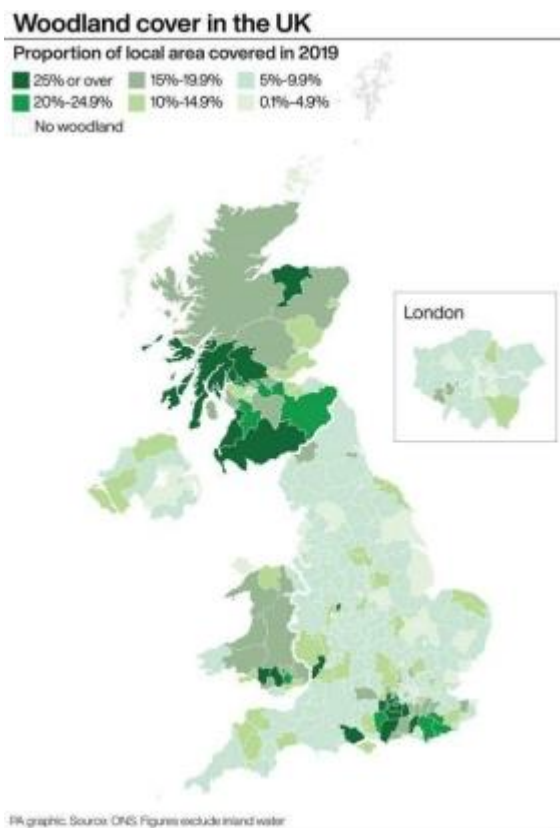 Woodland cover in the UK
Proportion of local area covered in 2019
25% or over 15%-19.9% 5%-9.9%
20%-24.9% 10%-14.9% 0.1%-4.9%
No woodland
London
PA graphic. Source: ONS. Figures exclude inland water